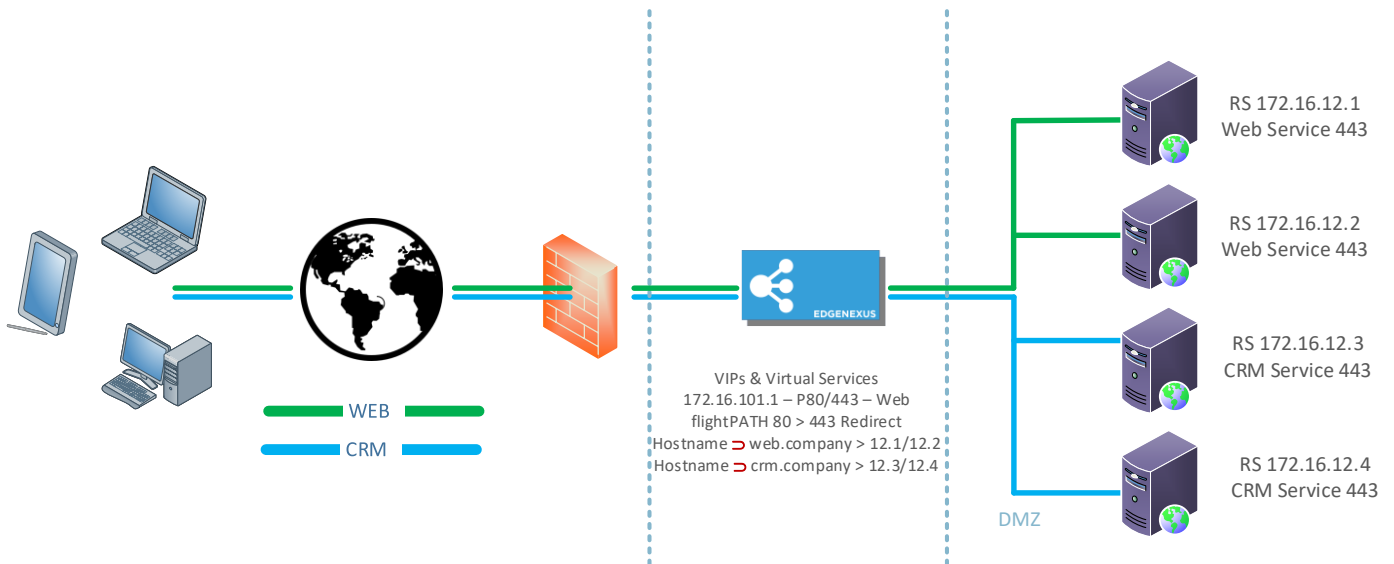 WEB
CRM
EDGENEXUS
VIPs & Virtual Services
172.16.101.1 – P80/443 – Web
flightPATH 80 > 443 Redirect
Hostname ⊃ web.company > 12.1/12.2
Hostname ⊃ crm.company > 12.3/12.4
DMZ
RS 172.16.12.1
Web Service 443
RS 172.16.12.2
Web Service 443
RS 172.16.12.3
CRM Service 443
RS 172.16.12.4
CRM Service 443